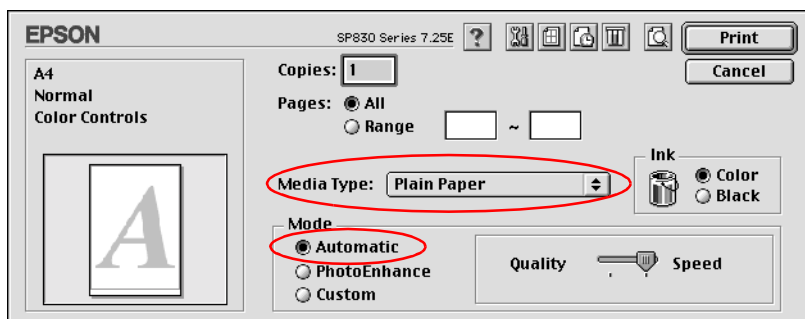 EPSON
SP830 Series 7.25E
?
Print
Cancel
A4
Normal
Color Controls
A
Copies: 1
Pages: All
Range ~
Media Type: Plain Paper
Ink
Color
Black
Mode
Automatic
PhotoEnhance
Custom
Quality Speed